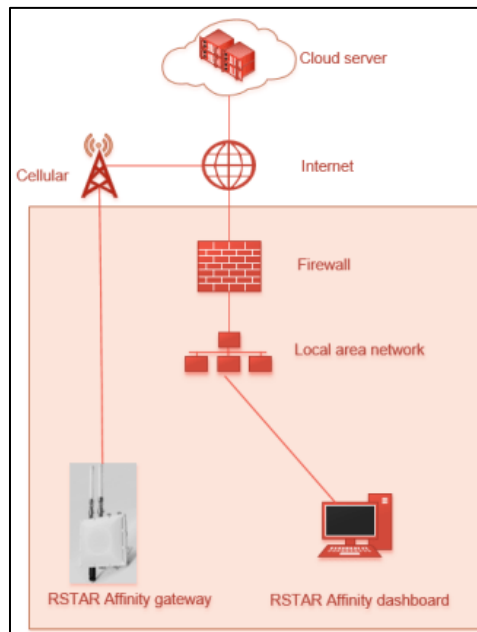 Cloud server
Cellular
Internet
Firewall
Local area network
RSTAR Affinity gateway
RSTAR Affinity dashboard